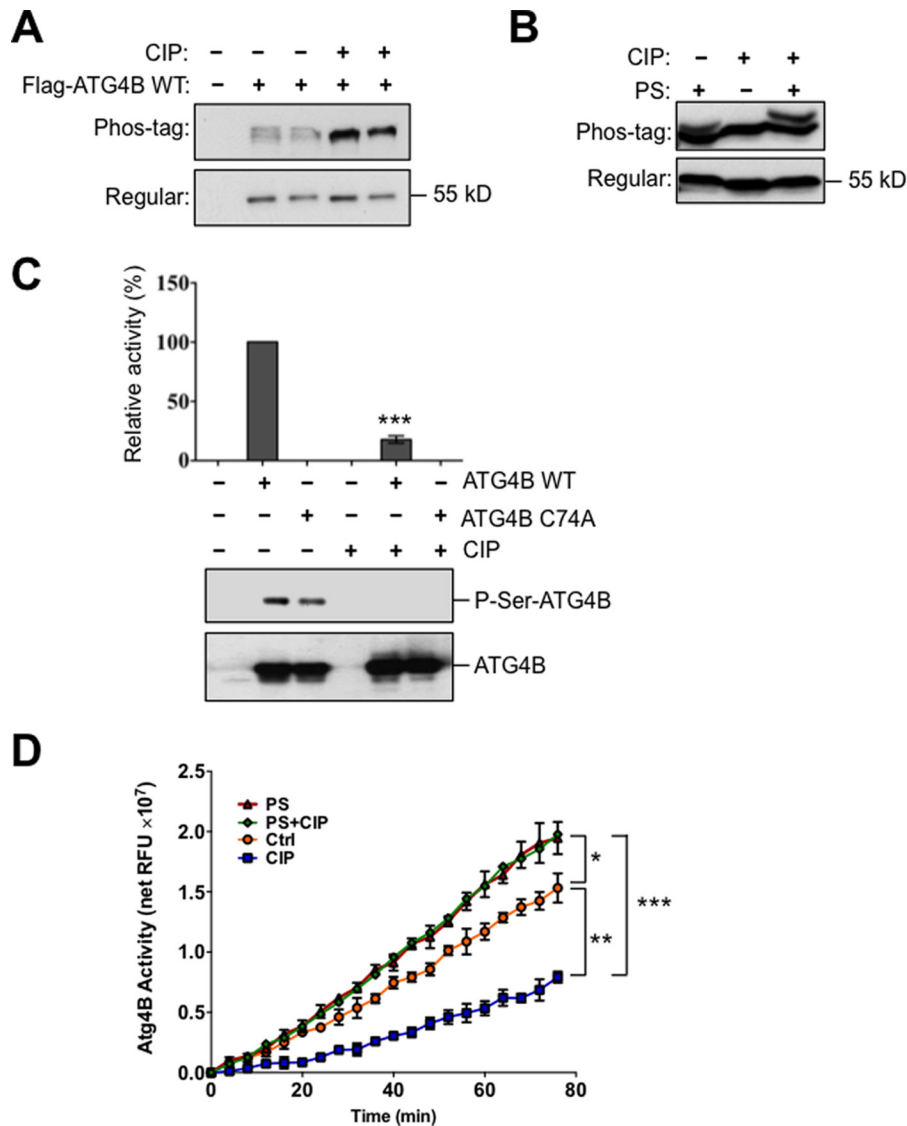 A
CIP: − − − + +
Flag-ATG4B WT: − + + + +
Phos-tag:
Regular:
55 kD
B
CIP: − + +
PS: + − +
Phos-tag:
Regular:
55 kD
C
Relative activity (%)
150
100
50
0
***
− + − − + − ATG4B WT
− − + − − + ATG4B C74A
− − − + + + CIP
P-Ser-ATG4B
ATG4B
D
Atg4B Activity (net RFU ×10⁷)
2.5
2.0
1.5
1.0
0.5
0.0
PS
PS+CIP
Ctrl
CIP
*
**
***
0 20 40 60 80
Time (min)